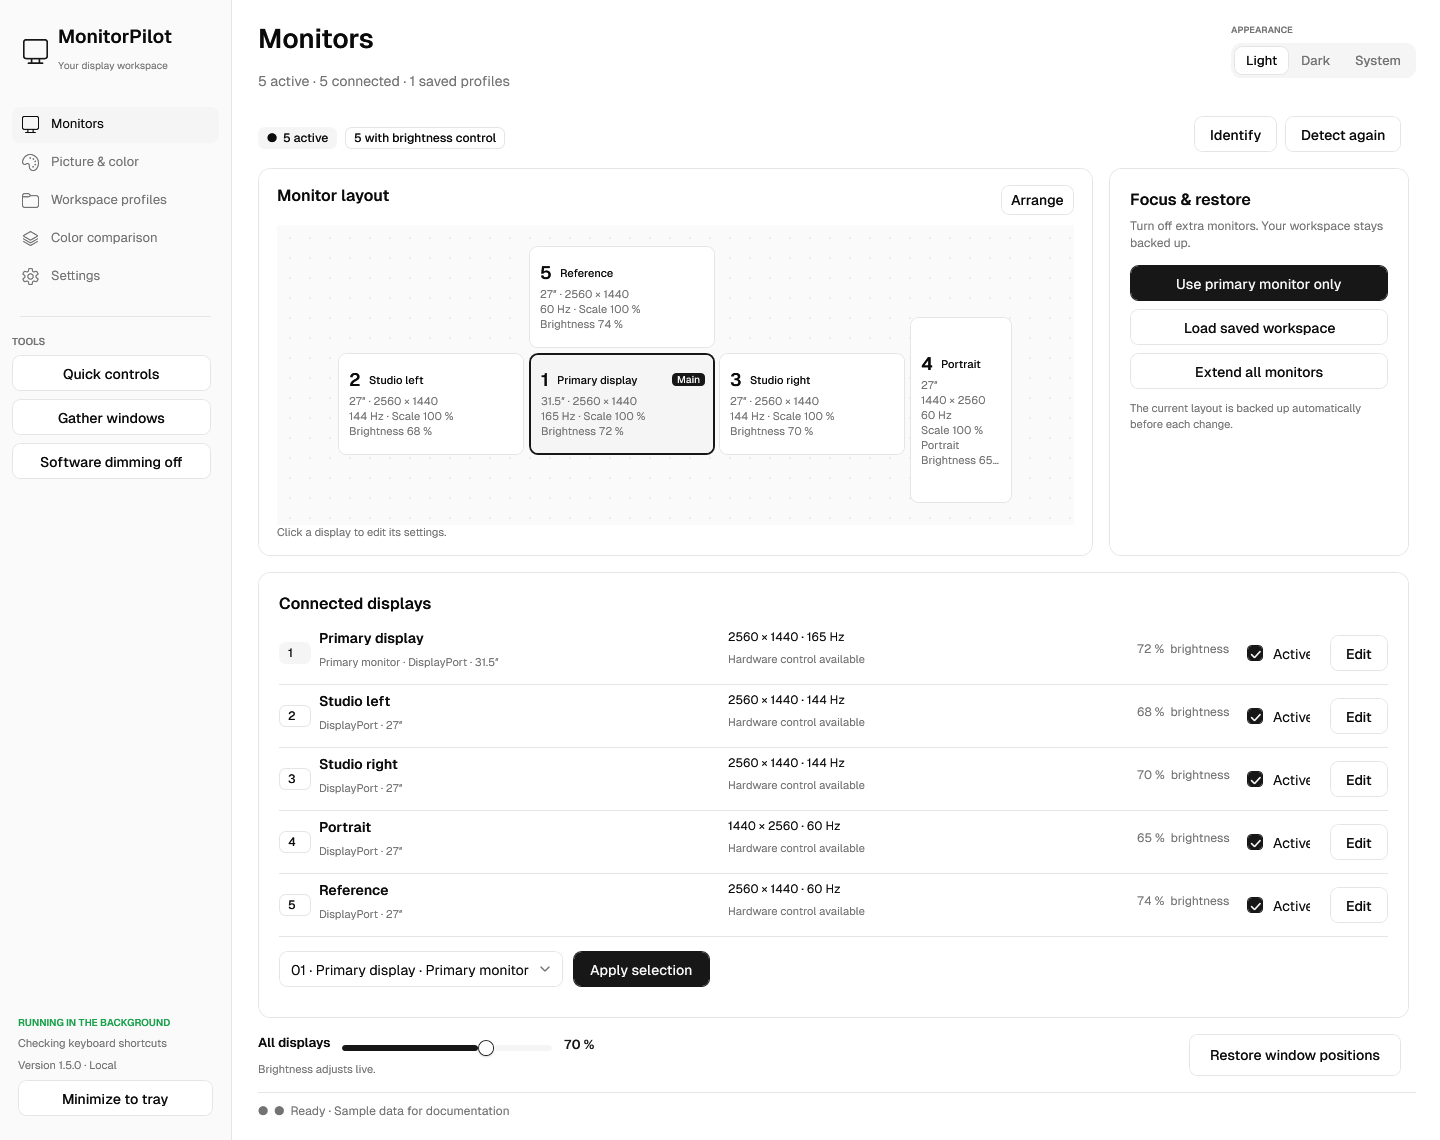 MonitorPilot
Your display workspace
Monitors
Picture & color
Workspace profiles
Color comparison
Settings
TOOLS
Quick controls
Gather windows
Software dimming off
RUNNING IN THE BACKGROUND
Checking keyboard shortcuts
Version 1.5.0 · Local
Minimize to tray
Monitors
5 active · 5 connected · 1 saved profiles
APPEARANCE
Light Dark System
5 active 5 with brightness control
Identify Detect again
Monitor layout
Arrange
5 Reference
27″ · 2560 × 1440
60 Hz · Scale 100 %
Brightness 74 %
2 Studio left
27″ · 2560 × 1440
144 Hz · Scale 100 %
Brightness 68 %
1 Primary display Main
31.5″ · 2560 × 1440
165 Hz · Scale 100 %
Brightness 72 %
3 Studio right
27″ · 2560 × 1440
144 Hz · Scale 100 %
Brightness 70 %
4 Portrait
27″
1440 × 2560
60 Hz
Scale 100 %
Portrait
Brightness 65...
Click a display to edit its settings.
Focus & restore
Turn off extra monitors. Your workspace stays
backed up.
Use primary monitor only
Load saved workspace
Extend all monitors
The current layout is backed up automatically
before each change.
Connected displays
1 Primary display
Primary monitor · DisplayPort · 31.5″
2560 × 1440 · 165 Hz
Hardware control available
72 % brightness Active Edit
2 Studio left
DisplayPort · 27″
2560 × 1440 · 144 Hz
Hardware control available
68 % brightness Active Edit
3 Studio right
DisplayPort · 27″
2560 × 1440 · 144 Hz
Hardware control available
70 % brightness Active Edit
4 Portrait
DisplayPort · 27″
1440 × 2560 · 60 Hz
Hardware control available
65 % brightness Active Edit
5 Reference
DisplayPort · 27″
2560 × 1440 · 60 Hz
Hardware control available
74 % brightness Active Edit
01 · Primary display · Primary monitor Apply selection
All displays 70 %
Brightness adjusts live.
Restore window positions
Ready · Sample data for documentation